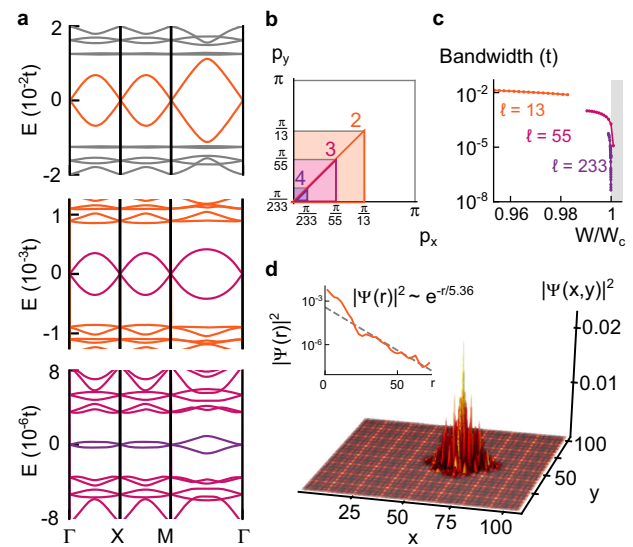 a
2
0
-2
E (10⁻²t)
1
0
-1
E (10⁻³t)
8
0
-8
E (10⁻⁶t)
Γ X M Γ
b
p_y
π
π/13
π/55
π/233
2
3
4
π/233 π/55 π/13 π
p_x
c
Bandwidth (t)
10⁻²
10⁻⁵
10⁻⁸
ℓ = 13
ℓ = 55
ℓ = 233
0.96 0.98 1
W/W_c
d
|Ψ(r)|² ~ e^{-r/5.36}
10⁻³
10⁻⁶
|Ψ(r)|²
0 50 r
|Ψ(x,y)|²
0.02
0.01
100
50
y
25 50 75 100
x